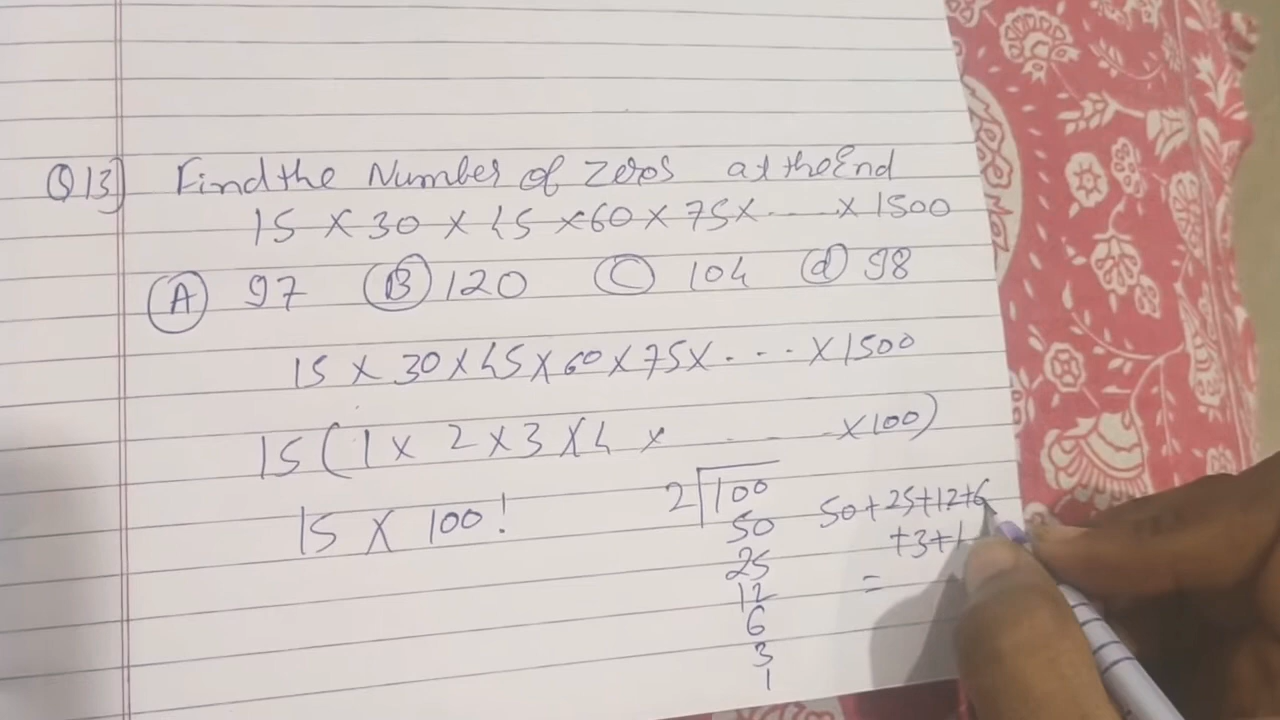 Q13) Find the Number of Zeros at the End
15 X 30 X 45 X 60 X 75 X .... X 1500
(A) 97 (B) 120 (C) 104 (d) 98
15 X 30 X 45 X 60 X 75 X .... X 1500
15 ( 1 X 2 X 3 X 4 X .... X 100 )
15 X 100 !
2 100
50
25
12
6
3
1
50 + 25 + 12 + 6
+ 3 + 1
=